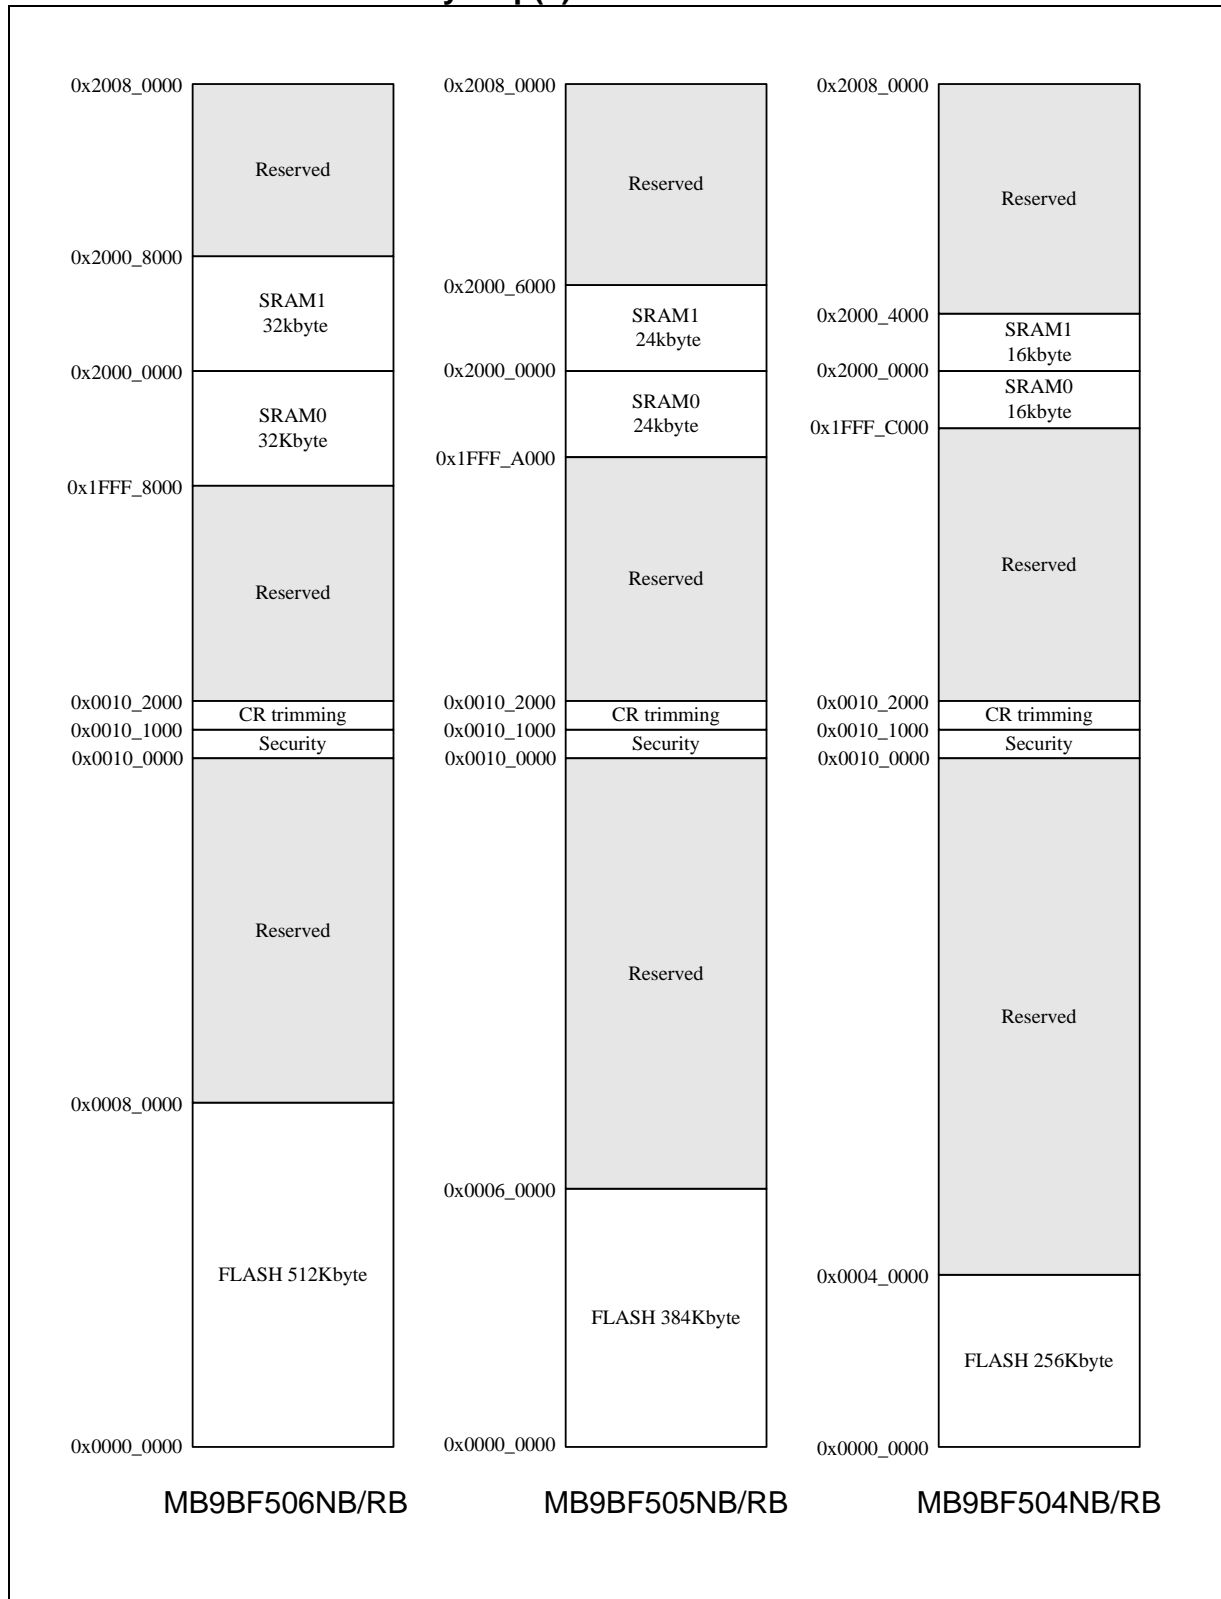 0x2008_0000
Reserved
0x2000_8000
SRAM1
32kbyte
0x2000_0000
SRAM0
32Kbyte
0x1FFF_8000
Reserved
0x0010_2000
CR trimming
0x0010_1000
Security
0x0010_0000
Reserved
0x0008_0000
FLASH 512Kbyte
0x0000_0000
MB9BF506NB/RB
0x2008_0000
Reserved
0x2000_6000
SRAM1
24kbyte
0x2000_0000
SRAM0
24kbyte
0x1FFF_A000
Reserved
0x0010_2000
CR trimming
0x0010_1000
Security
0x0010_0000
Reserved
0x0006_0000
FLASH 384Kbyte
0x0000_0000
MB9BF505NB/RB
0x2008_0000
Reserved
0x2000_4000
SRAM1
16kbyte
0x2000_0000
SRAM0
16kbyte
0x1FFF_C000
Reserved
0x0010_2000
CR trimming
0x0010_1000
Security
0x0010_0000
Reserved
0x0004_0000
FLASH 256Kbyte
0x0000_0000
MB9BF504NB/RB